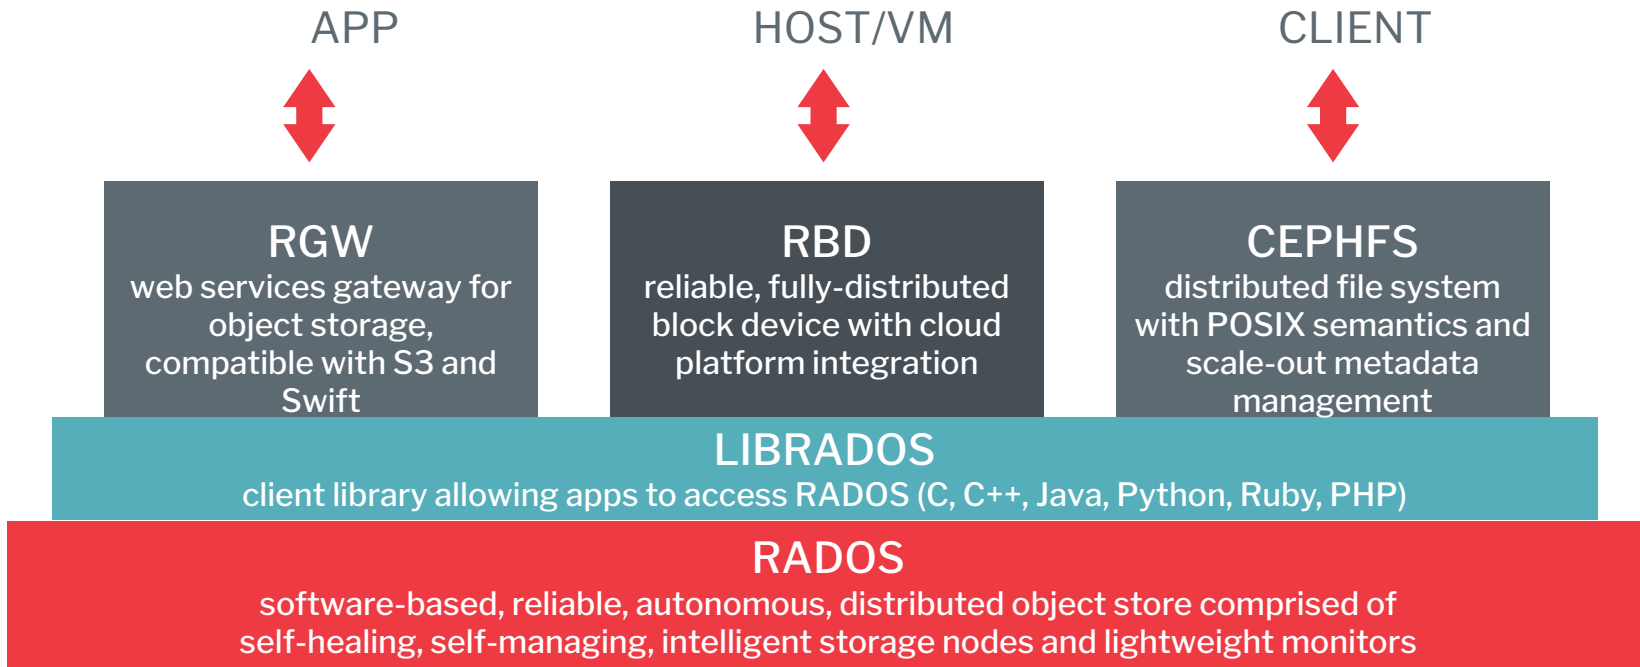 APP
HOST/VM
CLIENT
RGW
web services gateway for
object storage,
compatible with S3 and
Swift
RBD
reliable, fully-distributed
block device with cloud
platform integration
CEPHFS
distributed file system
with POSIX semantics and
scale-out metadata
management
LIBRADOS
client library allowing apps to access RADOS (C, C++, Java, Python, Ruby, PHP)
RADOS
software-based, reliable, autonomous, distributed object store comprised of
self-healing, self-managing, intelligent storage nodes and lightweight monitors